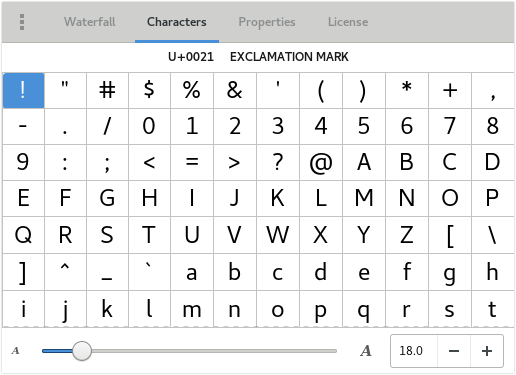 Waterfall Characters Properties License
U+0021 EXCLAMATION MARK
! " # $ % & ' ( ) * + ,
- . / 0 1 2 3 4 5 6 7 8
9 : ; < = > ? @ A B C D
E F G H I J K L M N O P
Q R S T U V W X Y Z [ \
] ^ _ ` a b c d e f g h
i j k l m n o p q r s t
A A 18.0 − +